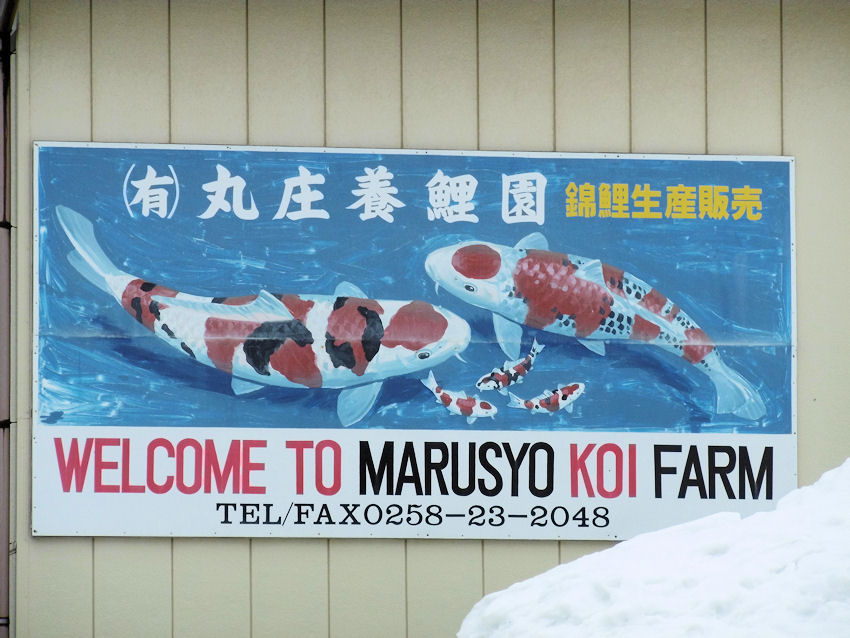 (有)丸庄養鯉園 錦鯉生産販売
WELCOME TO MARUSYO KOI FARM
TEL/FAX0258-23-2048